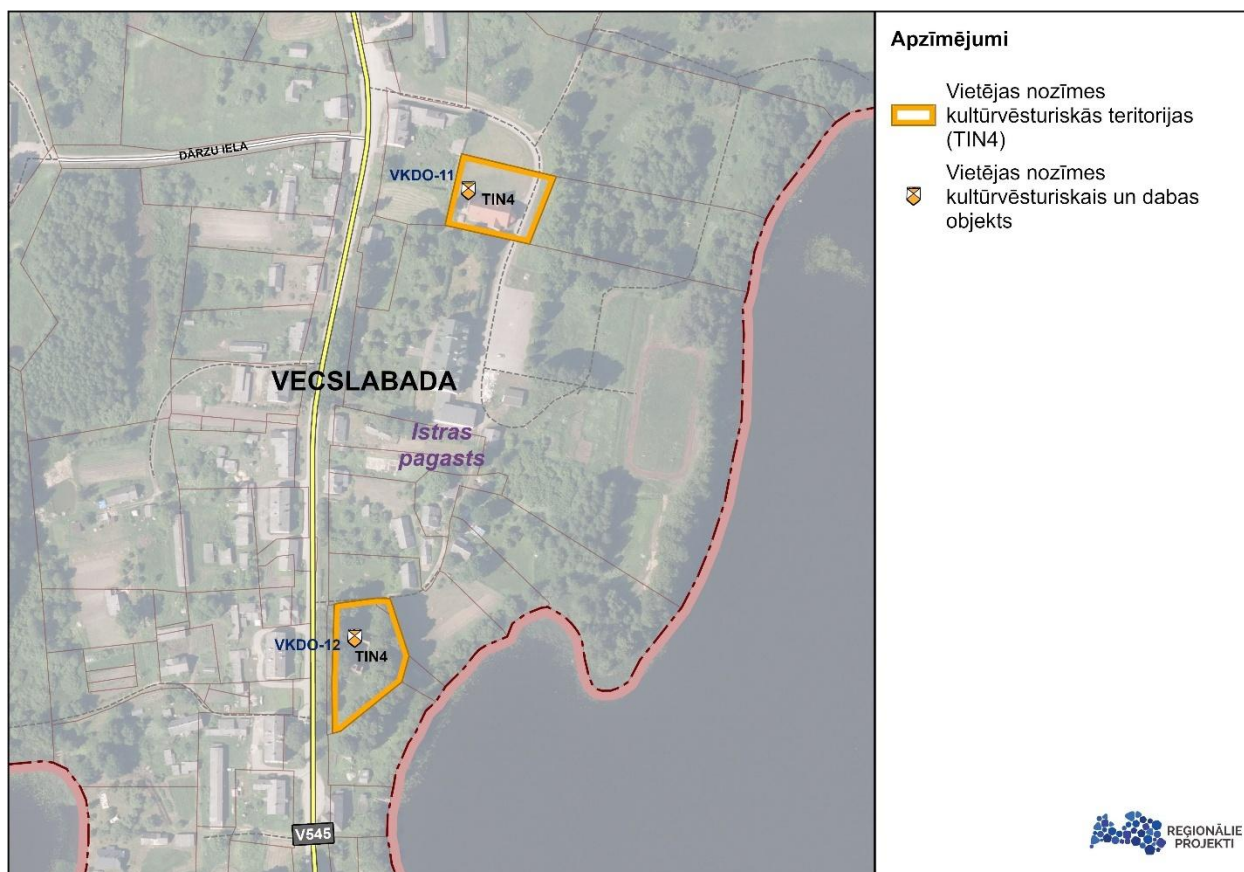 DĀRZU IELA
VKDO-11
TIN4
VECSLABADA
Istras
pagasts
VKDO-12
TIN4
V545
Apzīmējumi
Vietējas nozīmes
kultūrvēsturiskās teritorijas
(TIN4)
Vietējas nozīmes
kultūrvēsturiskais un dabas
objekts
REĢIONĀLIE
PROJEKTI